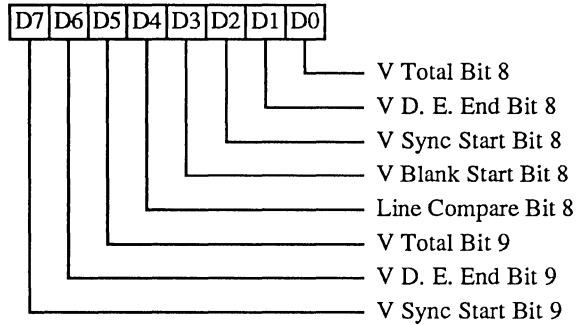 D7 D6 D5 D4 D3 D2 D1 D0
V Total Bit 8
V D. E. End Bit 8
V Sync Start Bit 8
V Blank Start Bit 8
Line Compare Bit 8
V Total Bit 9
V D. E. End Bit 9
V Sync Start Bit 9